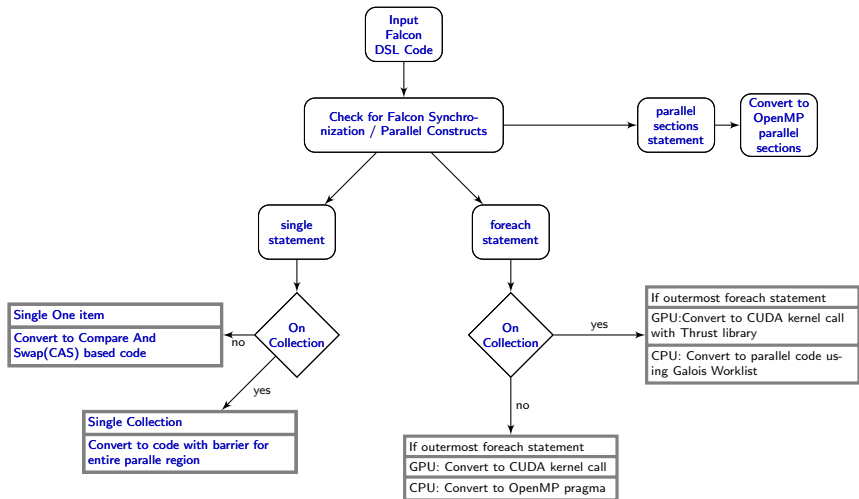 Input
Falcon
DSL Code
Check for Falcon Synchro-
nization / Parallel Constructs
parallel
sections
statement
Convert to
OpenMP
parallel
sections
single
statement
foreach
statement
On
Collection
no
yes
Single One item
Convert to Compare And
Swap(CAS) based code
Single Collection
Convert to code with barrier for
entire paralle region
On
Collection
yes
no
If outermost foreach statement
GPU:Convert to CUDA kernel call
with Thrust library
CPU: Convert to parallel code us-
ing Galois Worklist
If outermost foreach statement
GPU: Convert to CUDA kernel call
CPU: Convert to OpenMP pragma